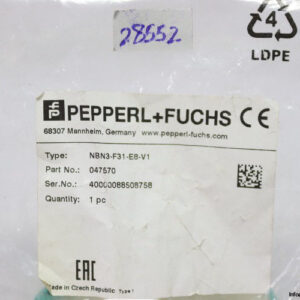 28652
4
LDPE
PEPPERL+FUCHS CE
68307 Mannheim, Germany www.pepperl-fuchs.com
Type: NBN3-F31-E8-V1
Part No.: 047570
Ser.No.: 40000088508758
Quantity: 1 pc
EAC
Made in Czech Republic